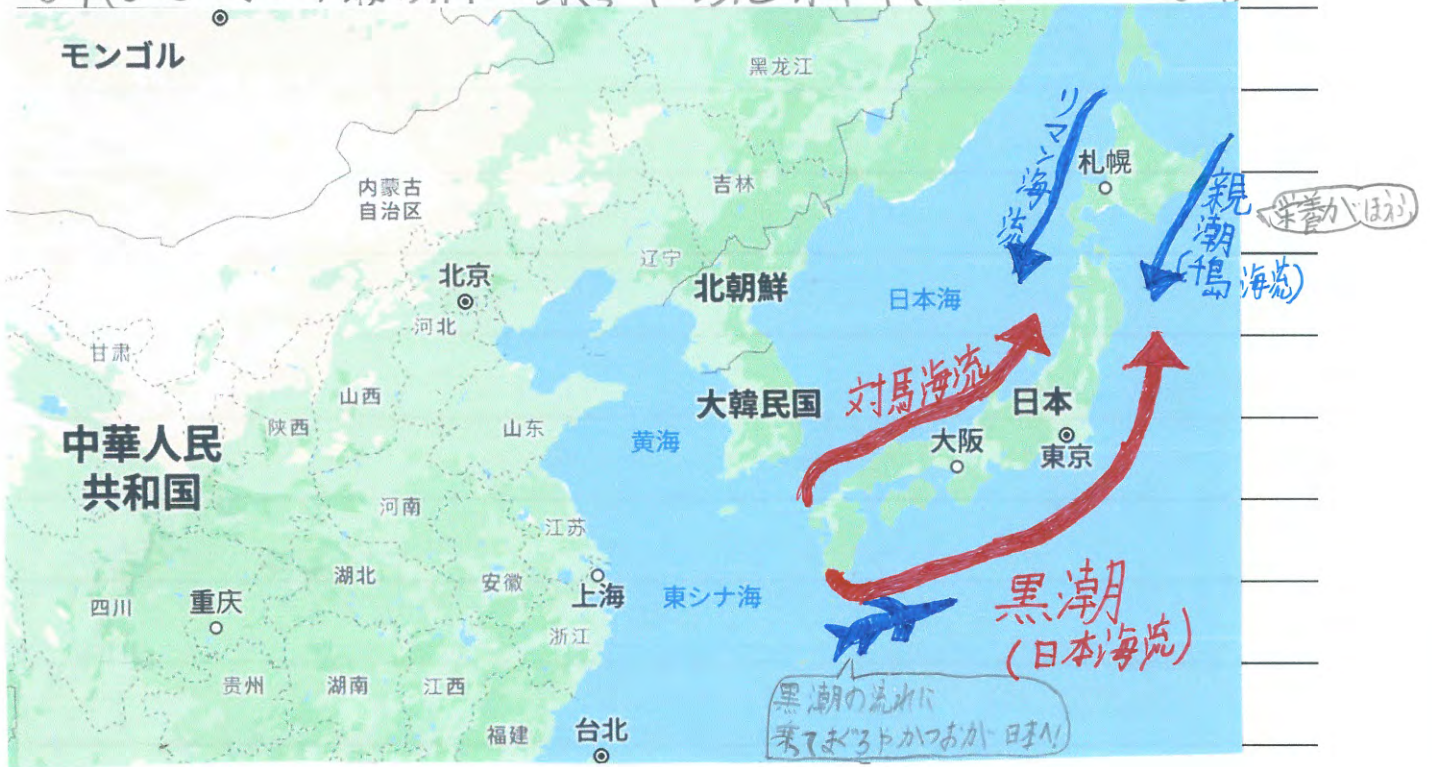 モンゴル
黑龙江
リマン海流
札幌
内蒙古
自治区
吉林
親潮
(千島海流)
栄養がほうふ
辽宁
北京
北朝鮮
日本海
河北
甘肃
山西
大韓民国
対馬海流
日本
陕西
山东
黄海
大阪
東京
中華人民
共和国
河南
江苏
湖北
安徽
上海
東シナ海
黒潮
(日本海流)
四川
重庆
浙江
贵州
湖南
江西
黒潮の流れに
乗てまぐろやかつおが日本へ!
福建
台北